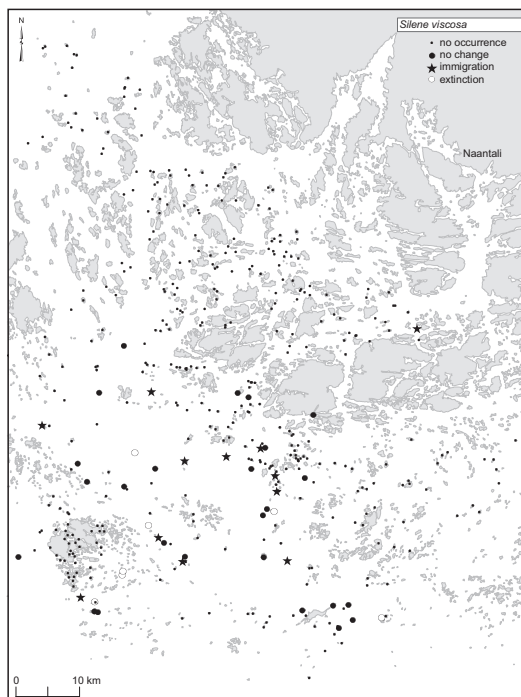 N
Silene viscosa
no occurrence
no change
immigration
extinction
Naantali
0 10 km